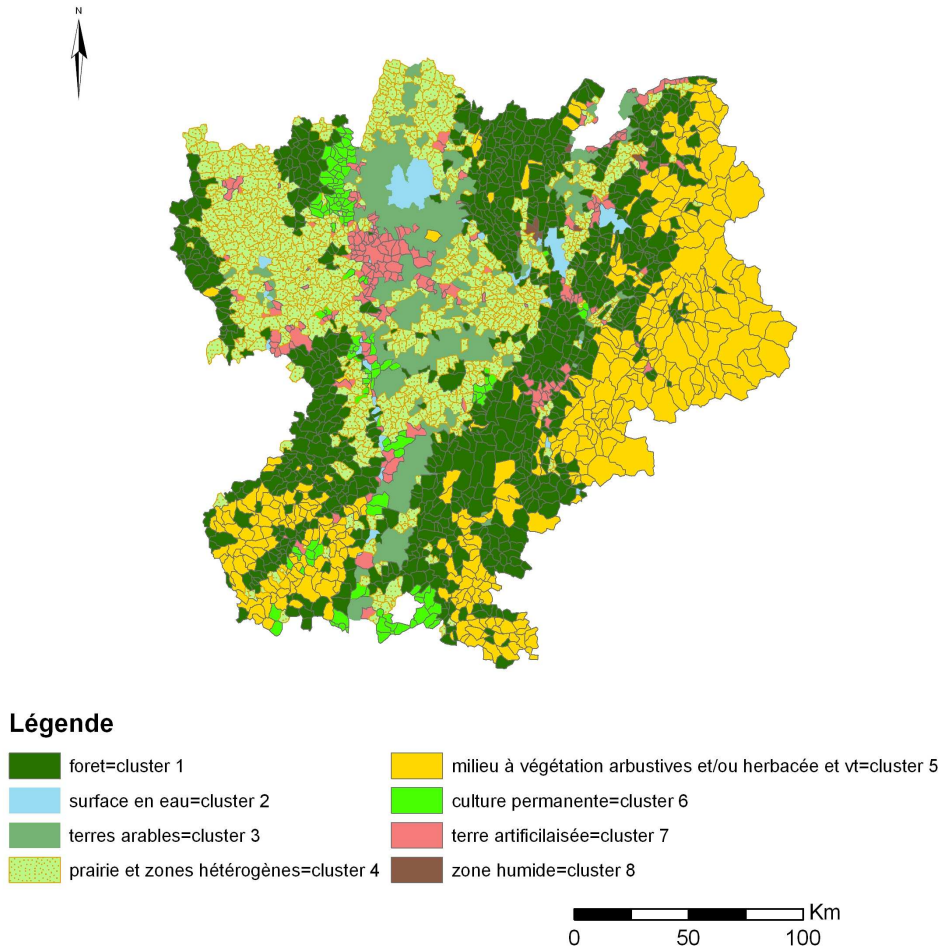 N
Légende
foret=cluster 1
surface en eau=cluster 2
terres arables=cluster 3
prairie et zones hétérogènes=cluster 4
milieu à végétation arbustives et/ou herbacée et vt=cluster 5
culture permanente=cluster 6
terre artificilaisée=cluster 7
zone humide=cluster 8
Km
0 50 100